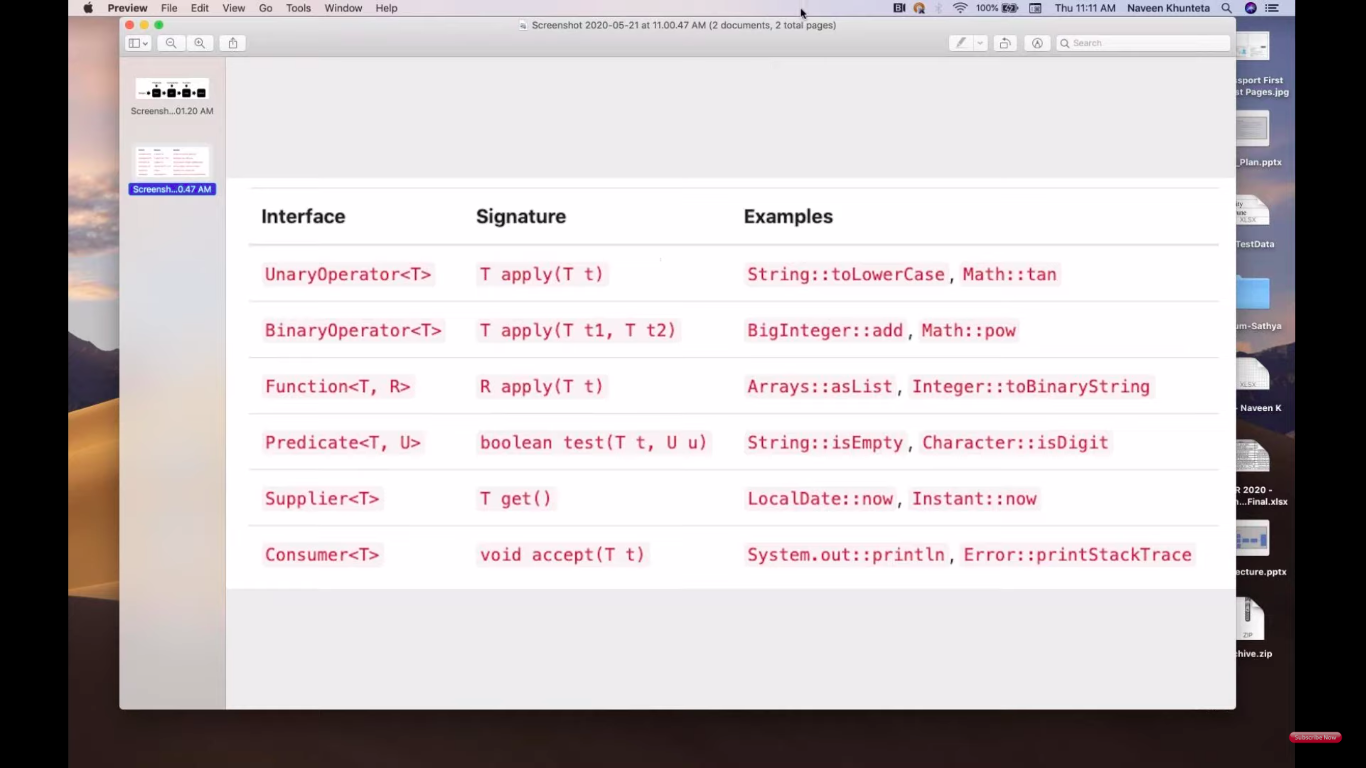 Preview File Edit View Go Tools Window Help
100% Thu 11:11 AM Naveen Khunteta
Screenshot 2020-05-21 at 11.00.47 AM (2 documents, 2 total pages)
Search
Screensh...01.20 AM
Screensh...0.47 AM
Interface Signature Examples
UnaryOperator<T> T apply(T t) String::toLowerCase, Math::tan
BinaryOperator<T> T apply(T t1, T t2) BigInteger::add, Math::pow
Function<T, R> R apply(T t) Arrays::asList, Integer::toBinaryString
Predicate<T, U> boolean test(T t, U u) String::isEmpty, Character::isDigit
Supplier<T> T get() LocalDate::now, Instant::now
Consumer<T> void accept(T t) System.out::println, Error::printStackTrace
sport First
st Pages.jpg
_Plan.pptx
XLSX
TestData
um-Sathya
XLSX
- Naveen K
R 2020 -
n...Final.xlsx
ecture.pptx
ZIP
chive.zip
Subscribe Now